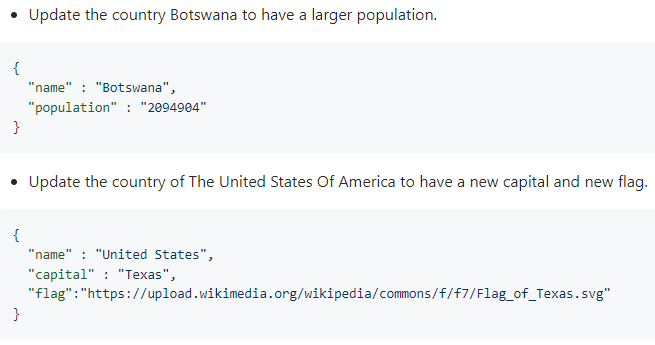 • Update the country Botswana to have a larger population.
{
"name" : "Botswana",
"population" : "2094904"
}
• Update the country of The United States Of America to have a new capital and new flag.
{
"name" : "United States",
"capital" : "Texas",
"flag":"https://upload.wikimedia.org/wikipedia/commons/f/f7/Flag_of_Texas.svg"
}